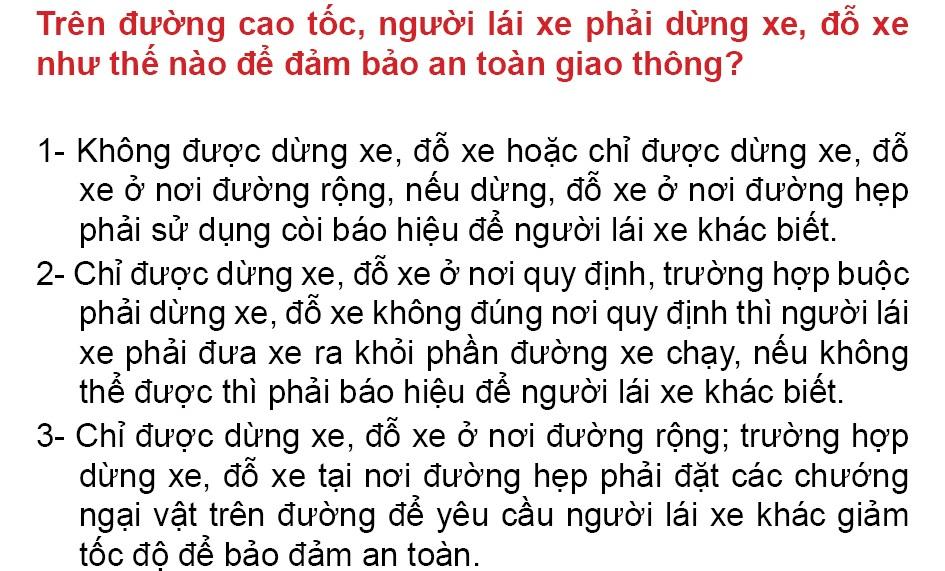 Trên đường cao tốc, người lái xe phải dừng xe, đỗ xe
như thế nào để đảm bảo an toàn giao thông?
1- Không được dừng xe, đỗ xe hoặc chỉ được dừng xe, đỗ
xe ở nơi đường rộng, nếu dừng, đỗ xe ở nơi đường hẹp
phải sử dụng còi báo hiệu để người lái xe khác biết.
2- Chỉ được dừng xe, đỗ xe ở nơi quy định, trường hợp buộc
phải dừng xe, đỗ xe không đúng nơi quy định thì người lái
xe phải đưa xe ra khỏi phần đường xe chạy, nếu không
thể được thì phải báo hiệu để người lái xe khác biết.
3- Chỉ được dừng xe, đỗ xe ở nơi đường rộng; trường hợp
dừng xe, đỗ xe tại nơi đường hẹp phải đặt các chướng
ngại vật trên đường để yêu cầu người lái xe khác giảm
tốc độ để bảo đảm an toàn.